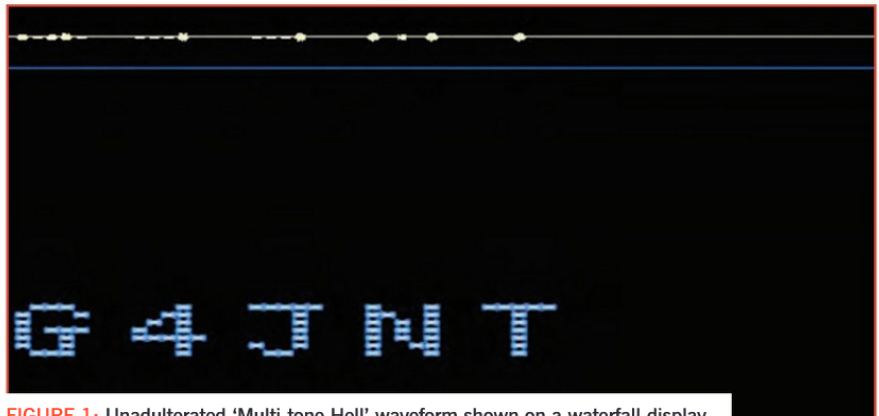 G4JNT
FIGURE 1: Unadulterated ‘Multi-tone Hell’ waveform shown on a waterfall display